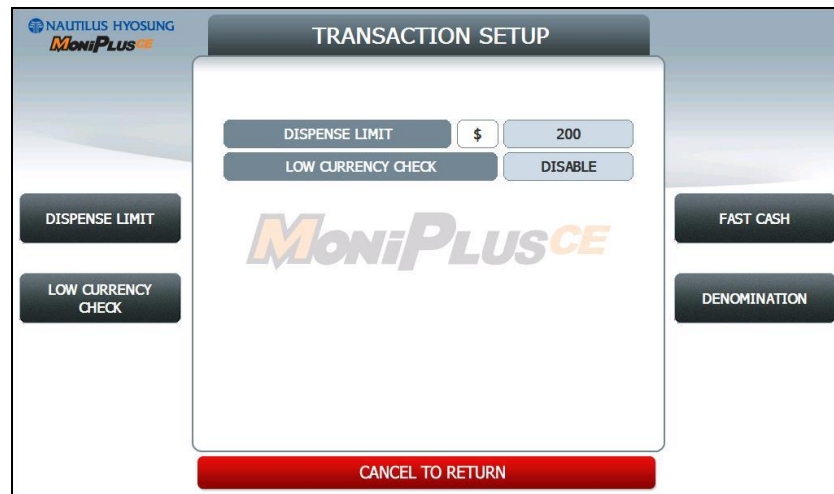 NAUTILUS HYOSUNG
MoniPlusCE
TRANSACTION SETUP
DISPENSE LIMIT $ 200
LOW CURRENCY CHECK DISABLE
DISPENSE LIMIT
FAST CASH
MoniPlusCE
LOW CURRENCY
CHECK
DENOMINATION
CANCEL TO RETURN